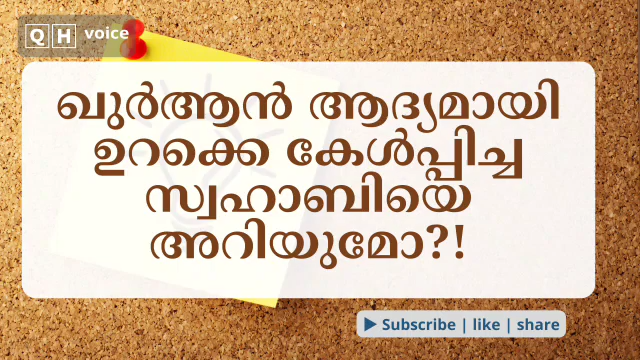 QH voice
ഖുർആൻ ആദ്യമായി
ഉറക്കെ കേൾപ്പിച്ച
സ്വഹാബിയെ
അറിയുമോ?!
▶ Subscribe | like | share